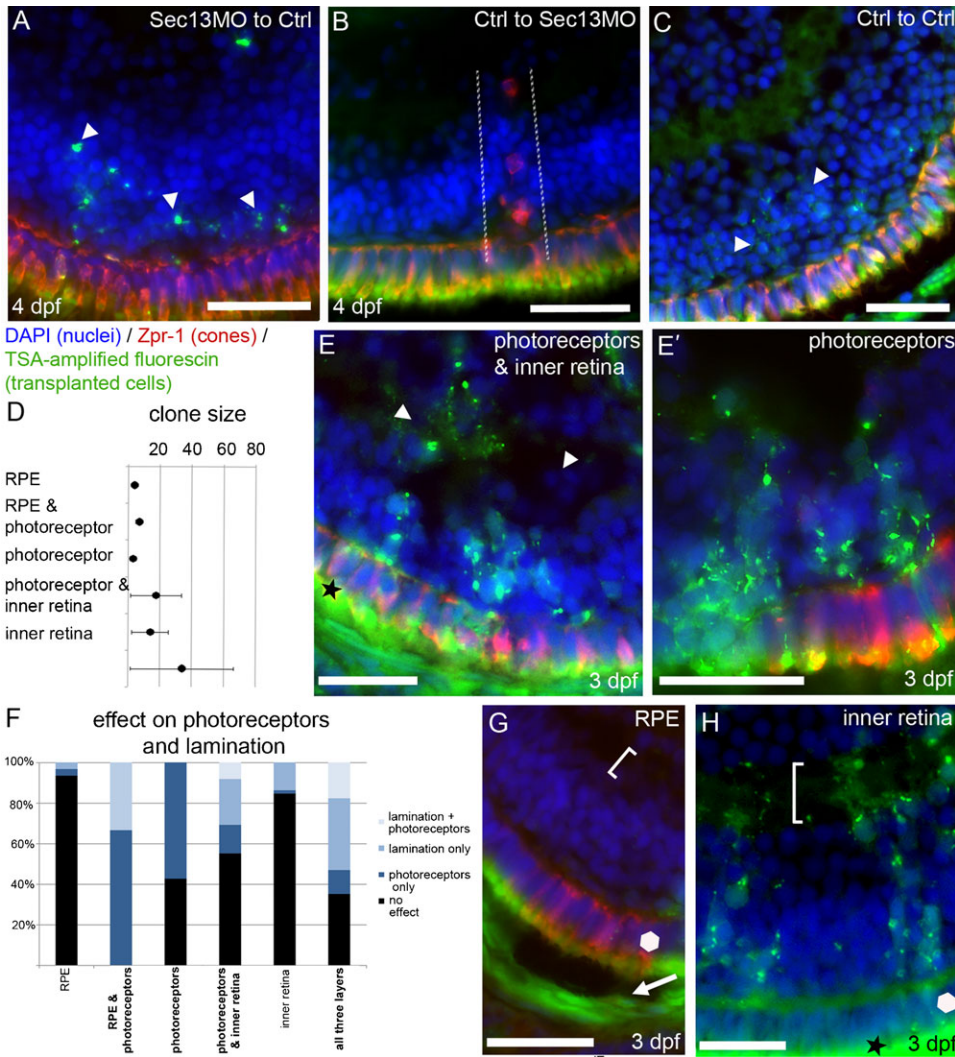 A
Sec13MO to Ctrl
4 dpf
B
Ctrl to Sec13MO
4 dpf
C
Ctrl to Ctrl
DAPI (nuclei) / Zpr-1 (cones) /
TSA-amplified fluorescin
(transplanted cells)
D
clone size
0 20 40 60 80
RPE
RPE &
photoreceptor
photoreceptor
photoreceptor &
inner retina
inner retina
E
photoreceptors
& inner retina
3 dpf
E'
photoreceptors
3 dpf
F
effect on photoreceptors
and lamination
100%
80%
60%
40%
20%
lamination +
photoreceptors
lamination only
photoreceptors
only
no
effect
RPE
RPE &
photoreceptors
photoreceptors
photoreceptors
& inner retina
inner retina
all three layers
G
RPE
3 dpf
H
inner retina
3 dpf